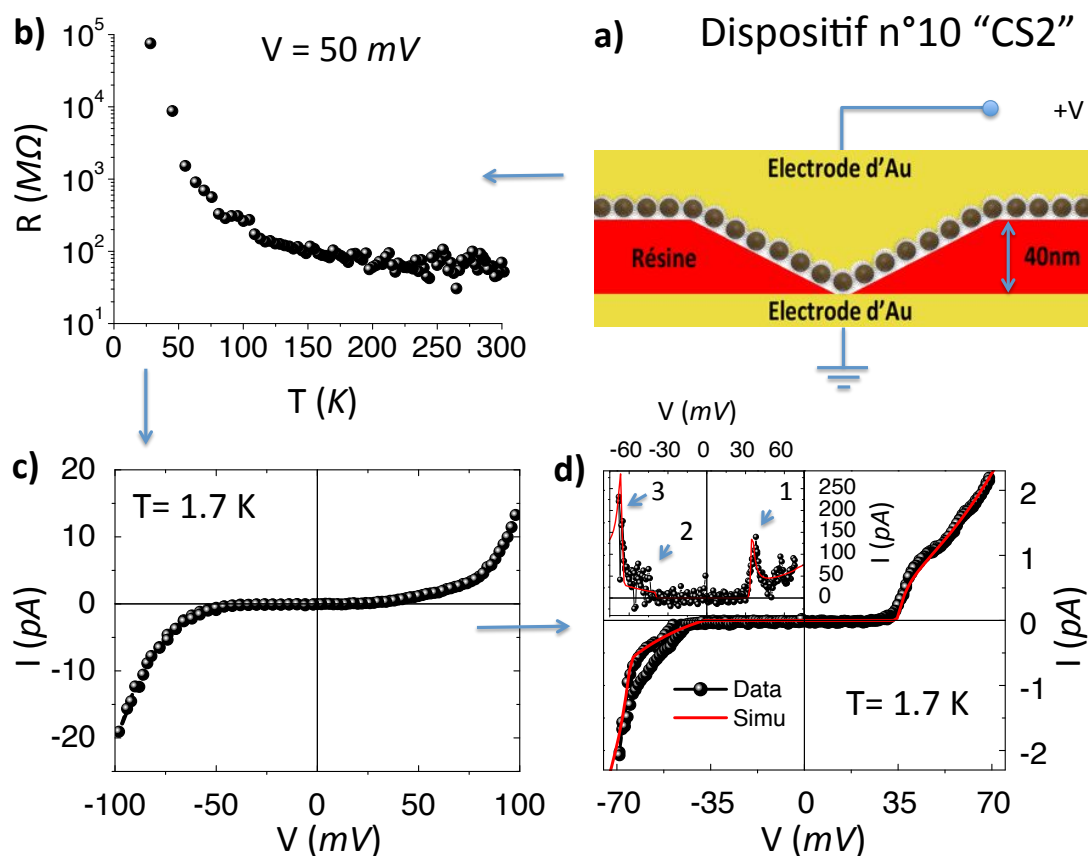 b)
V = 50 mV
10⁵
10⁴
10³
10²
10¹
R (MΩ)
0 50 100 150 200 250 300
T (K)
a) Dispositif n°10 “CS2”
+V
Electrode d’Au
Résine
40nm
Electrode d’Au
c)
T= 1.7 K
20
10
0
-10
-20
I (pA)
-100 -50 0 50 100
V (mV)
d)
V (mV)
-60 -30 0 30 60
3
2
1
250
200
150
100
50
0
I (pA)
2
1
0
-1
-2
I (pA)
Data
Simu
T= 1.7 K
-70 -35 0 35 70
V (mV)